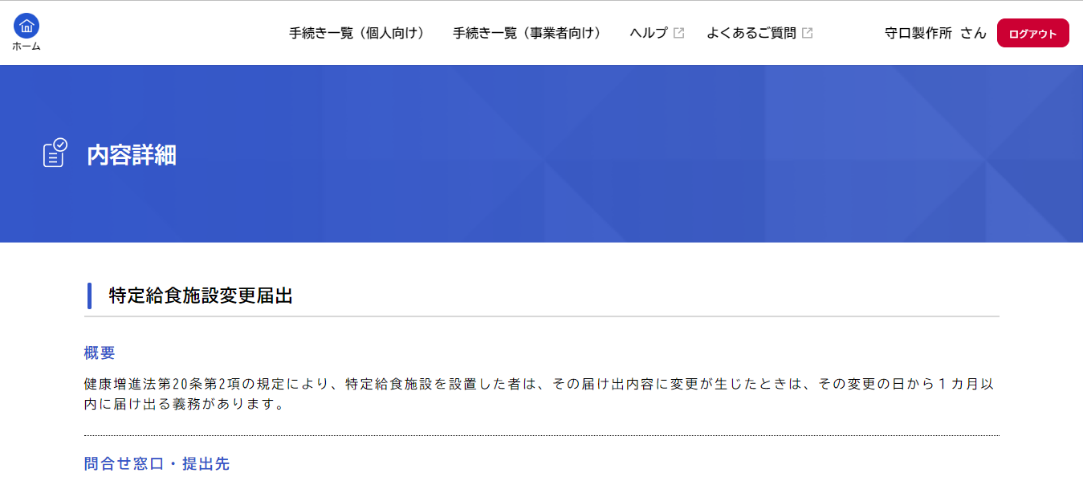 ホーム
手続き一覧（個人向け） 手続き一覧（事業者向け） ヘルプ よくあるご質問 守口製作所 さん ログアウト
内容詳細
特定給食施設変更届出
概要
健康増進法第20条第2項の規定により、特定給食施設を設置した者は、その届け出内容に変更が生じたときは、その変更の日から１カ月以
内に届け出る義務があります。
問合せ窓口・提出先